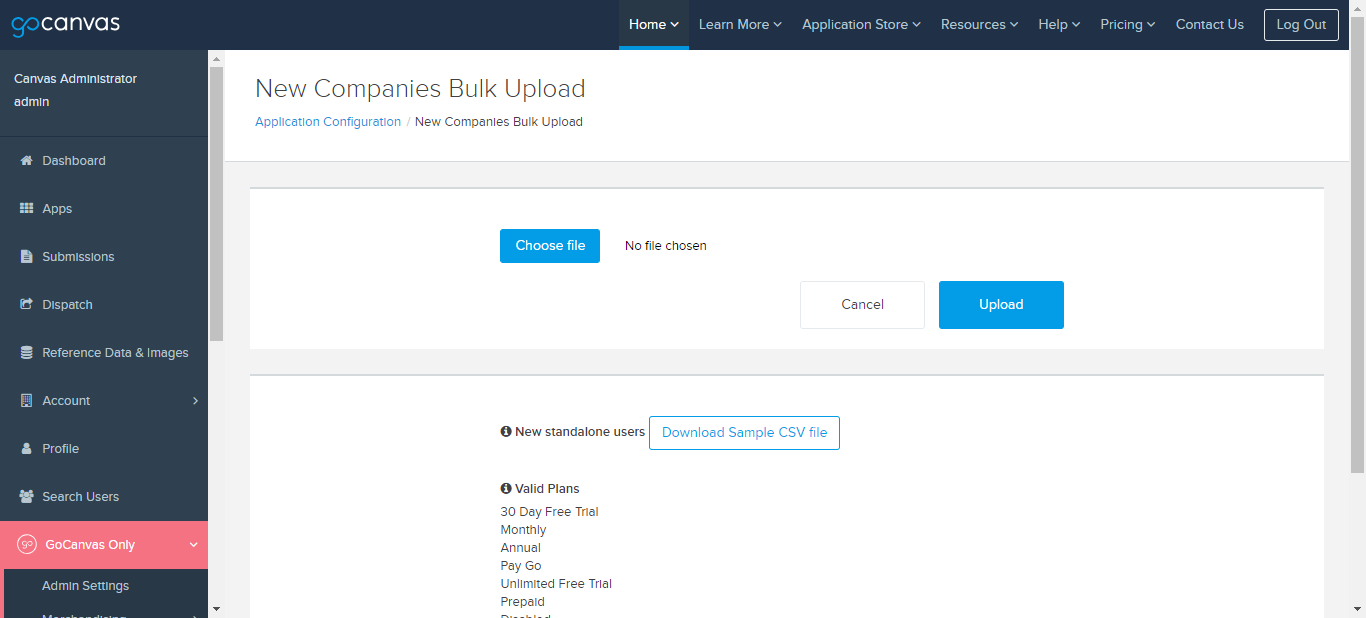 gocanvas
Home Learn More Application Store Resources Help Pricing Contact Us Log Out
Canvas Administrator
admin
Dashboard
Apps
Submissions
Dispatch
Reference Data & Images
Account
Profile
Search Users
go GoCanvas Only
Admin Settings
Merchandising
New Companies Bulk Upload
Application Configuration / New Companies Bulk Upload
Choose file No file chosen
Cancel Upload
New standalone users Download Sample CSV file
Valid Plans
30 Day Free Trial
Monthly
Annual
Pay Go
Unlimited Free Trial
Prepaid
Disabled